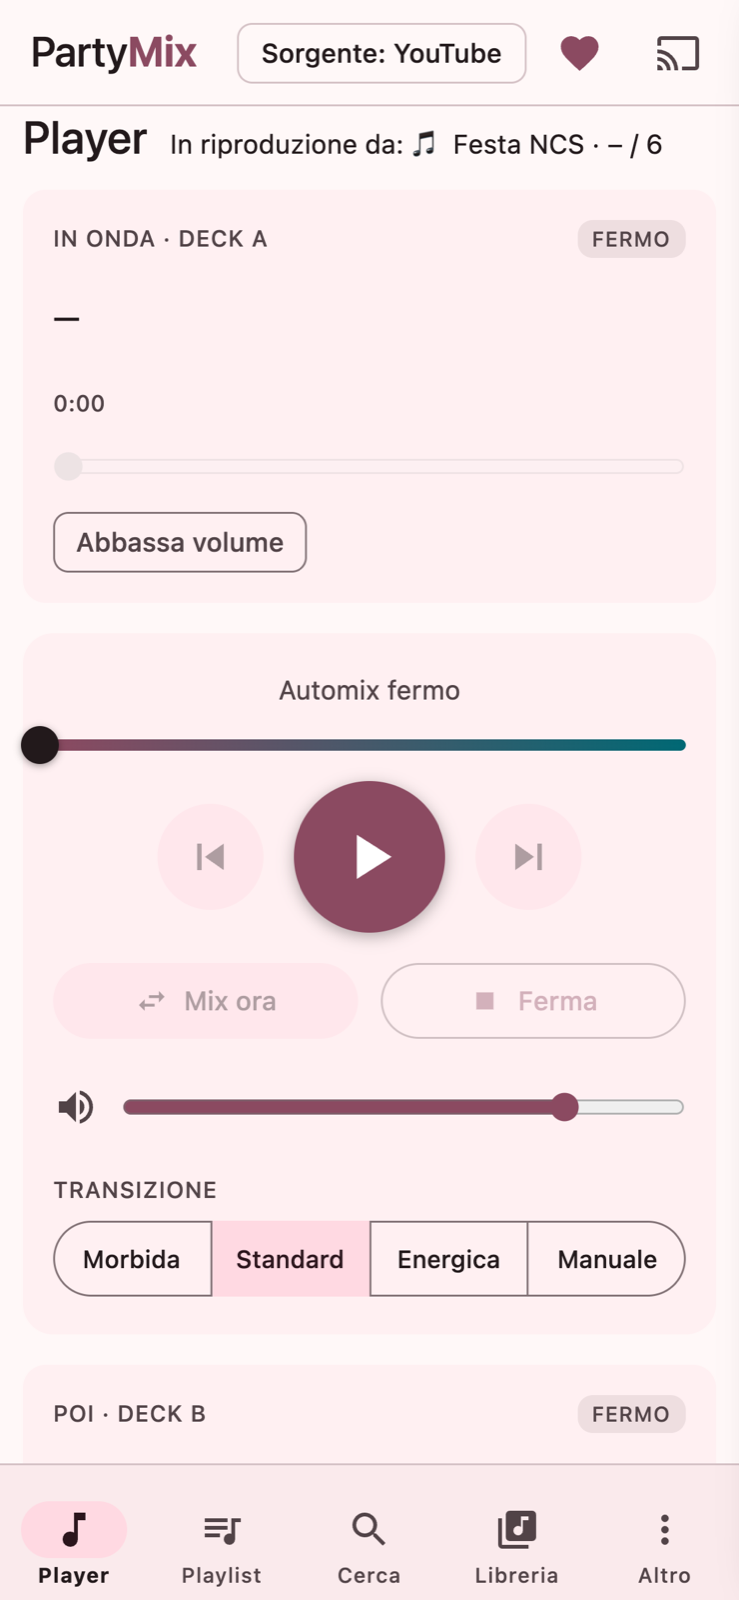 PartyMix
Sorgente: YouTube
Player
In riproduzione da: 🎵 Festa NCS · – / 6
IN ONDA · DECK A
FERMO
—
0:00
Abbassa volume
Automix fermo
Mix ora
Ferma
TRANSIZIONE
Morbida
Standard
Energica
Manuale
POI · DECK B
FERMO
Player
Playlist
Cerca
Libreria
Altro